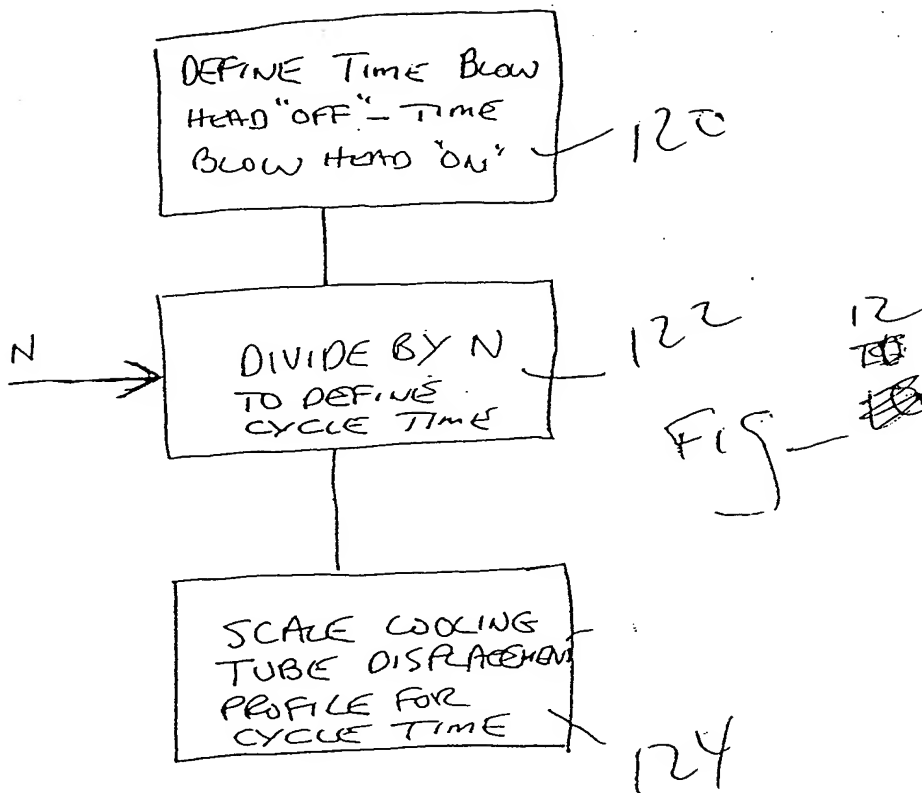 DEFINE TIME BLOW
HEAD "OFF" - TIME
BLOW HEAD "ON"
120
N
DIVIDE BY N
TO DEFINE
CYCLE TIME
122
Fig- 12
SCALE COOLING
TUBE DISPLACEMENT
PROFILE FOR
CYCLE TIME
124